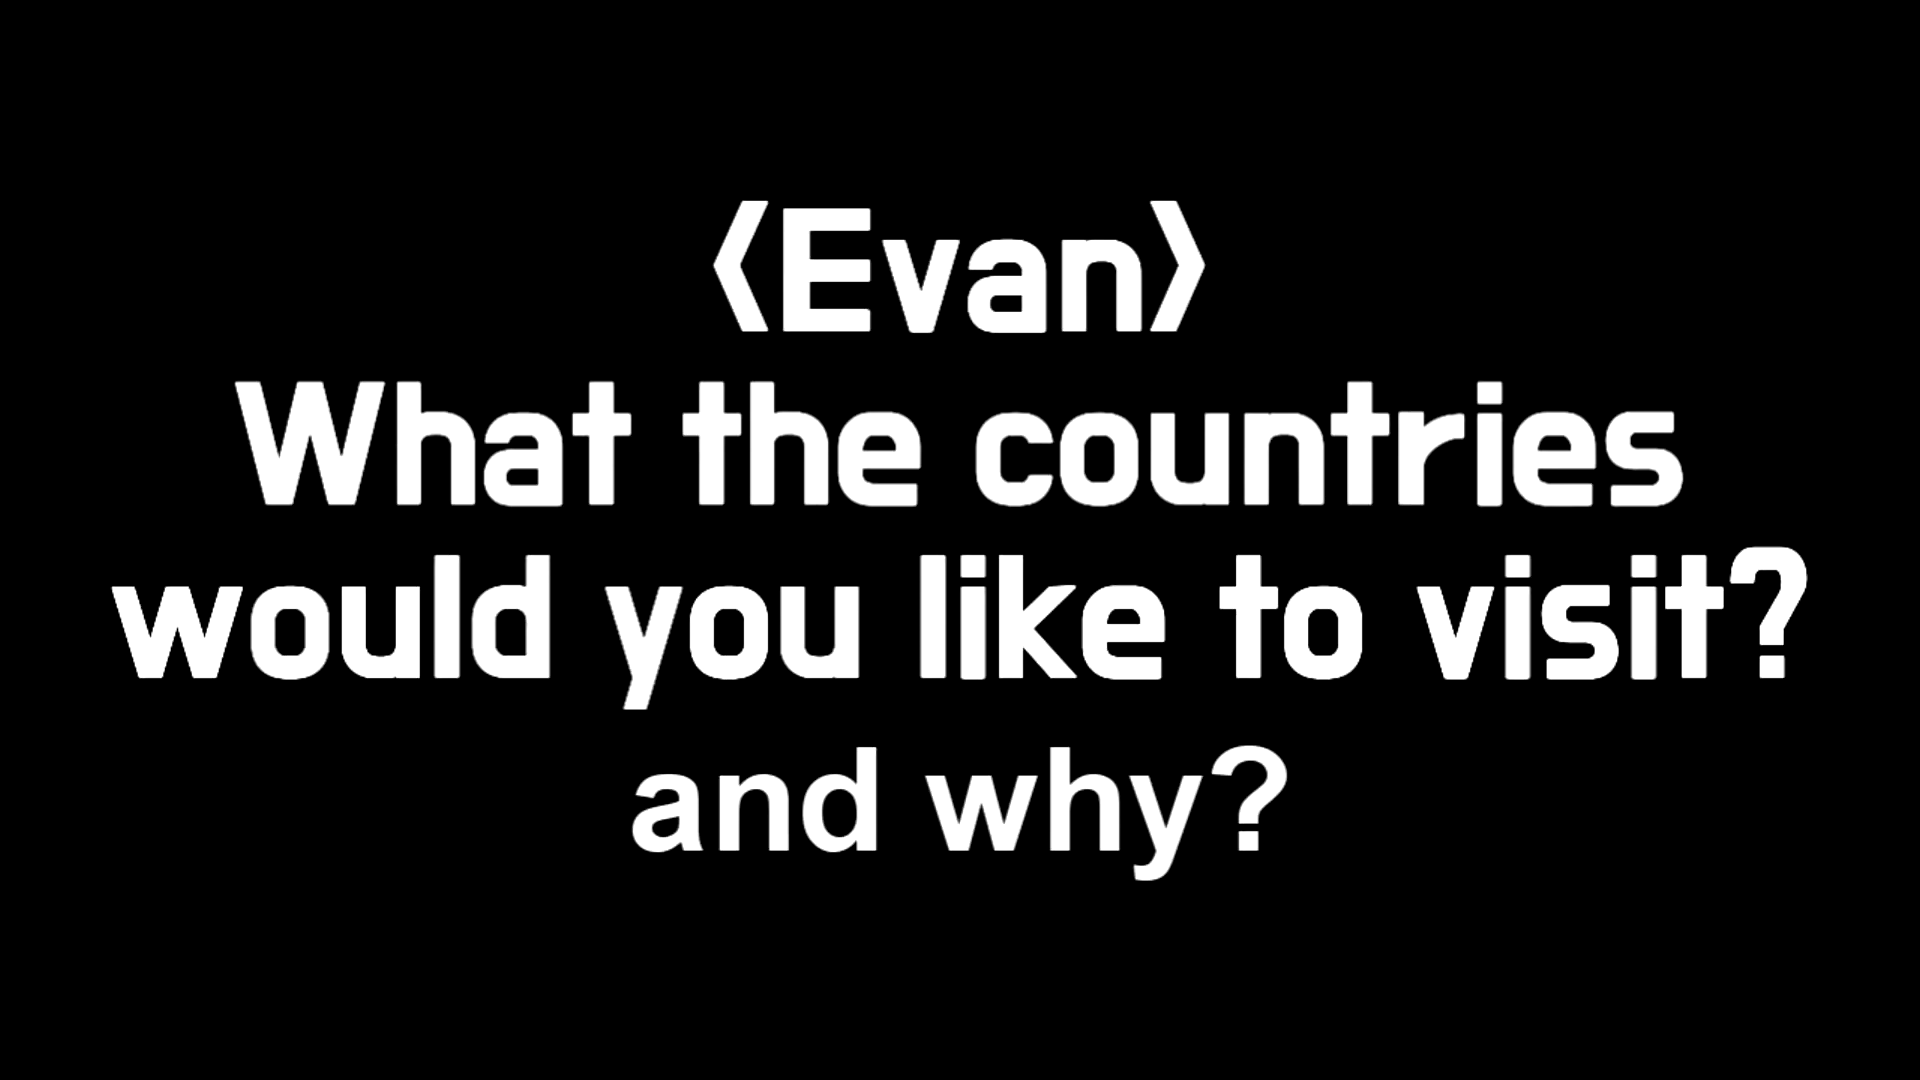 〈Evan〉
What the countries
would you like to visit?
and why?